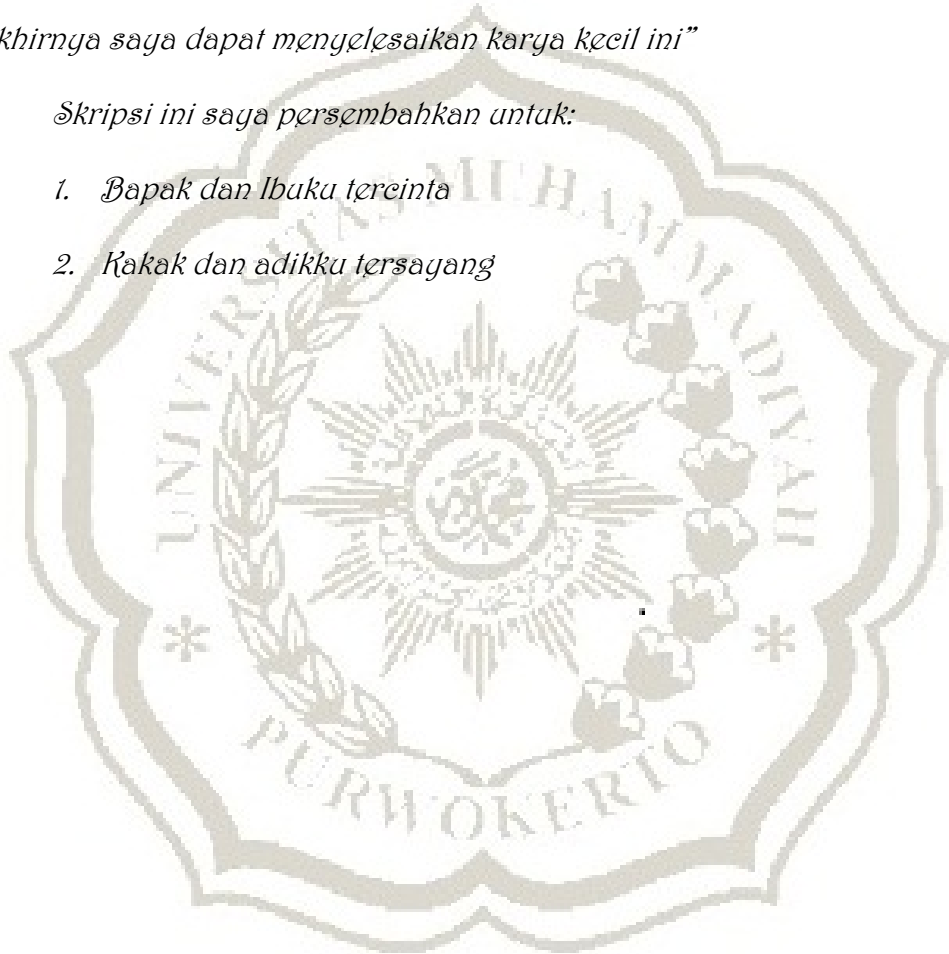 khirnya saya dapat menyelesaikan karya kecil ini”
Skripsi ini saya persembahkan untuk:
1. Bapak dan Ibuku tercinta
2. Kakak dan adikku tersayang
UNIVERSITAS MUHAMMADIYAH
PURWOKERTO